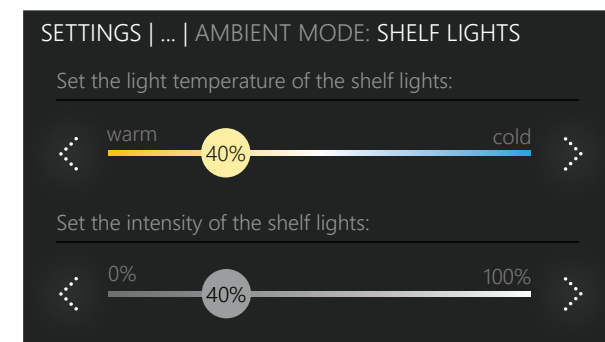 SETTINGS | ... | AMBIENT MODE: SHELF LIGHTS
Set the light temperature of the shelf lights:
warm cold
40%
Set the intensity of the shelf lights:
0% 100%
40%